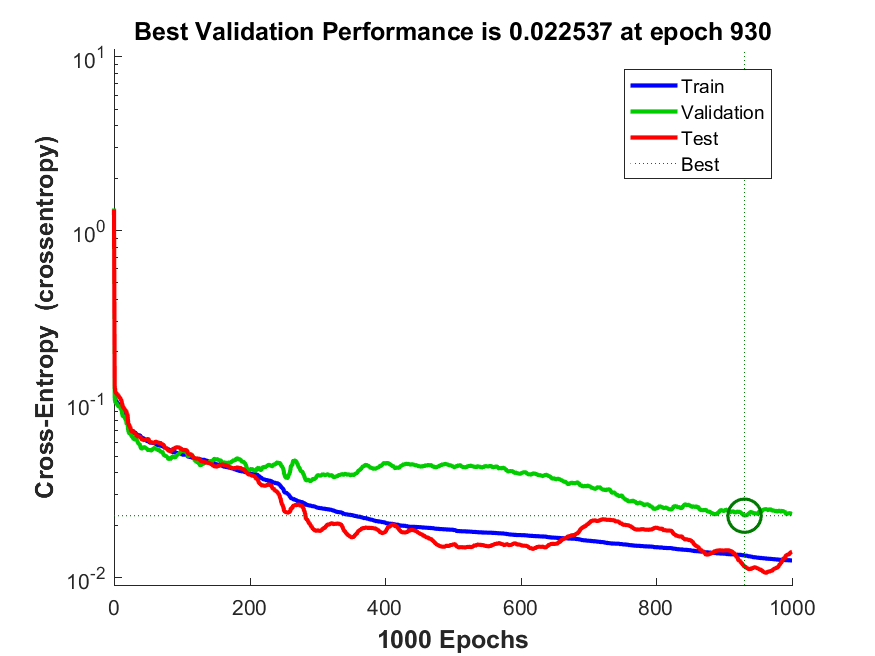 Best Validation Performance is 0.022537 at epoch 930
Train
Validation
Test
Best
10^1
10^0
10^-1
10^-2
Cross-Entropy (crossentropy)
0 200 400 600 800 1000
1000 Epochs